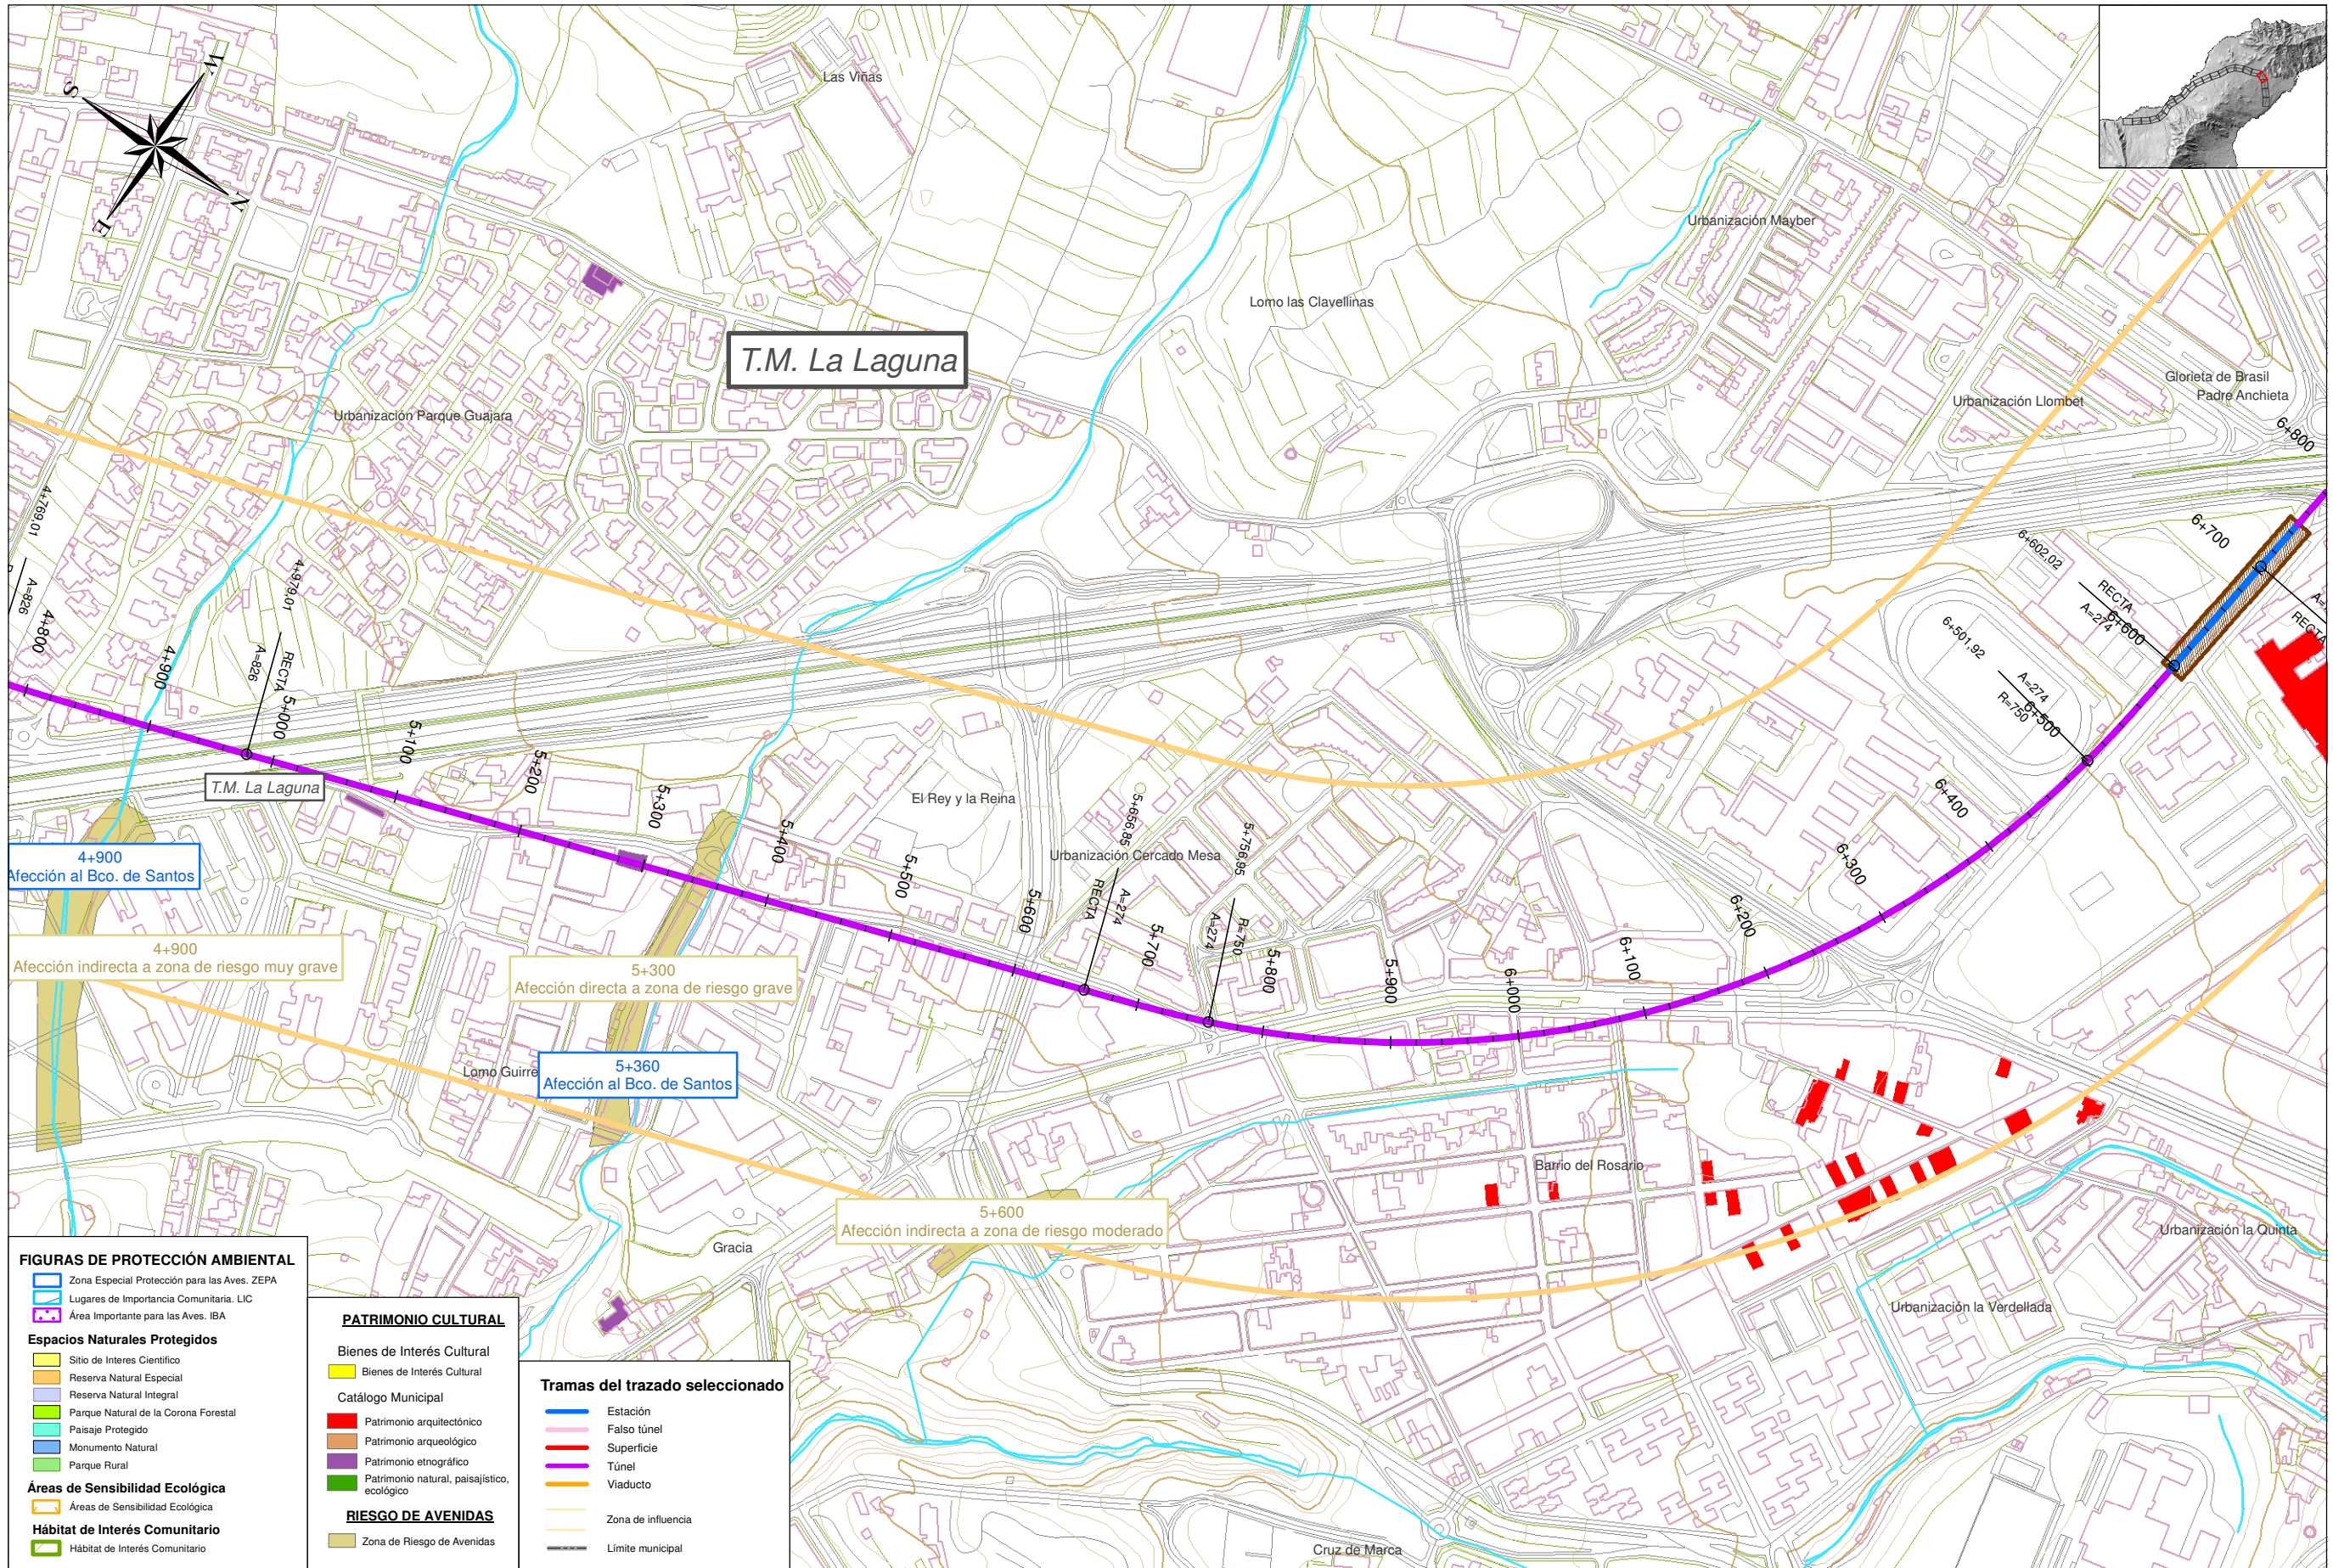 S
W
N
E
Las Viñas
Urbanización Mayber
Lomo las Clavellinas
T.M. La Laguna
Urbanización Parque Guajara
Urbanización Llombet
Glorieta de Brasil
Padre Anchieta
6+800
6+700
6+602,02
RECTA
A=274
6+600
RECTA
6+501,92
A=274
R=750
6+500
4+769,01
A=826
4+800
4+900
4+979,01
A=826
RECTA
5+000
5+100
T.M. La Laguna
5+200
5+300
5+400
5+500
El Rey y la Reina
5+600
5+656,85
Urbanización Cercado Mesa
RECTA
A=274
5+700
5+756,95
A=274
R=750
5+800
5+900
6+000
6+100
6+200
6+300
6+400
4+900
Afección al Bco. de Santos
4+900
Afección indirecta a zona de riesgo muy grave
5+300
Afección directa a zona de riesgo grave
Lomo Guirre
5+360
Afección al Bco. de Santos
5+600
Afección indirecta a zona de riesgo moderado
Barrio del Rosario
Gracia
Urbanización la Quinta
Urbanización la Verdellada
Cruz de Marca
FIGURAS DE PROTECCIÓN AMBIENTAL
Zona Especial Protección para las Aves. ZEPA
Lugares de Importancia Comunitaria. LIC
Área Importante para las Aves. IBA
Espacios Naturales Protegidos
Sitio de Interes Cientifico
Reserva Natural Especial
Reserva Natural Integral
Parque Natural de la Corona Forestal
Paisaje Protegido
Monumento Natural
Parque Rural
Áreas de Sensibilidad Ecológica
Áreas de Sensibilidad Ecológica
Hábitat de Interés Comunitario
Hábitat de Interés Comunitario
PATRIMONIO CULTURAL
Bienes de Interés Cultural
Bienes de Interés Cultural
Catálogo Municipal
Patrimonio arquitectónico
Patrimonio arqueológico
Patrimonio etnográfico
Patrimonio natural, paisajístico,
ecológico
RIESGO DE AVENIDAS
Zona de Riesgo de Avenidas
Tramas del trazado seleccionado
Estación
Falso túnel
Superficie
Túnel
Viaducto
Zona de influencia
Límite municipal